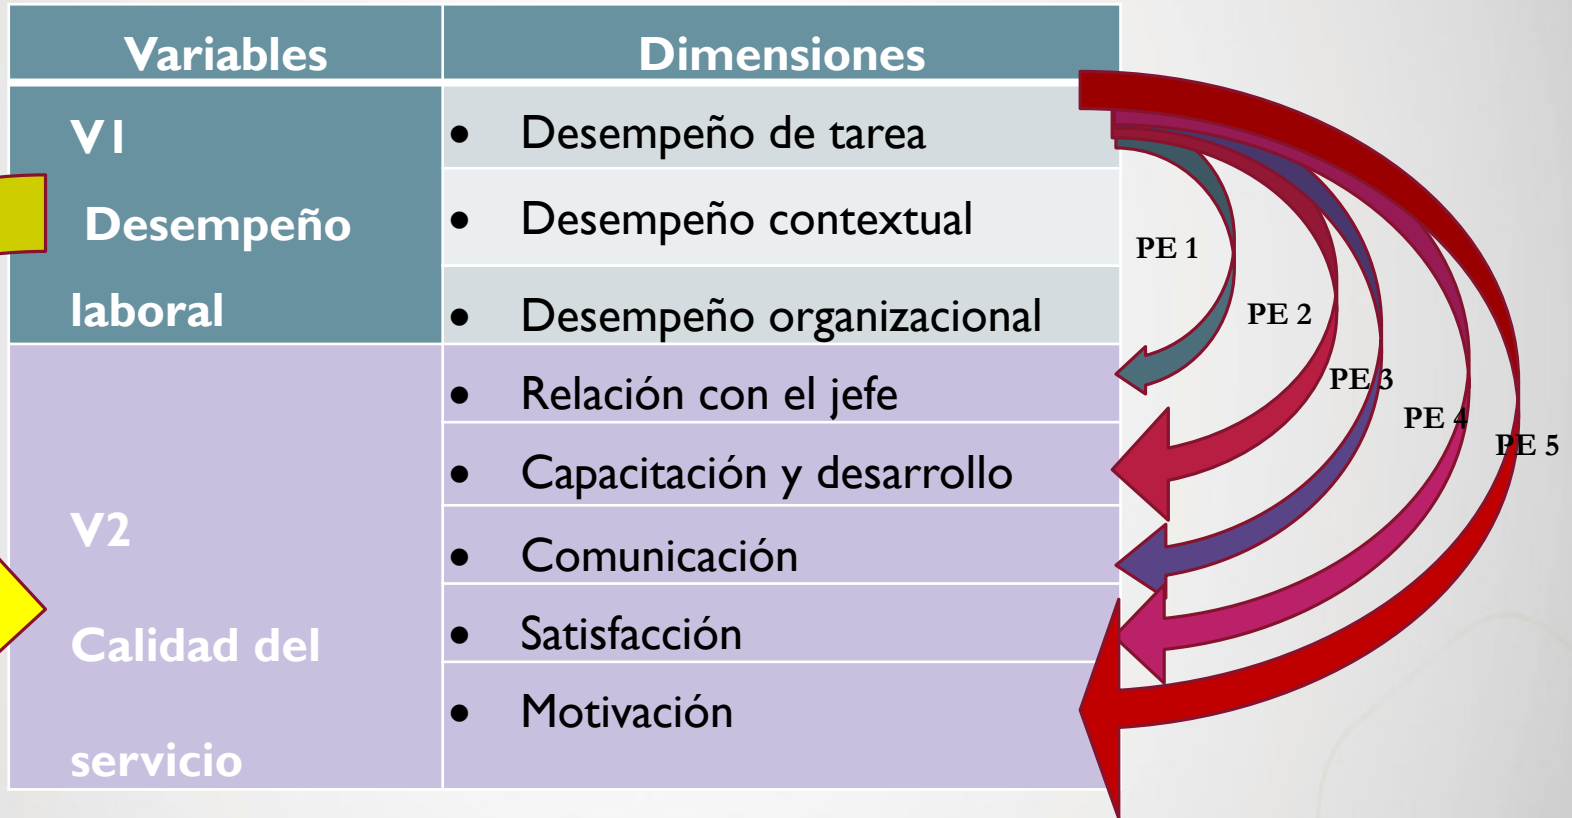 Variables
Dimensiones
V1
Desempeño
laboral
• Desempeño de tarea
• Desempeño contextual
• Desempeño organizacional
V2
Calidad del
servicio
• Relación con el jefe
• Capacitación y desarrollo
• Comunicación
• Satisfacción
• Motivación
PE 1
PE 2
PE 3
PE 4
PE 5